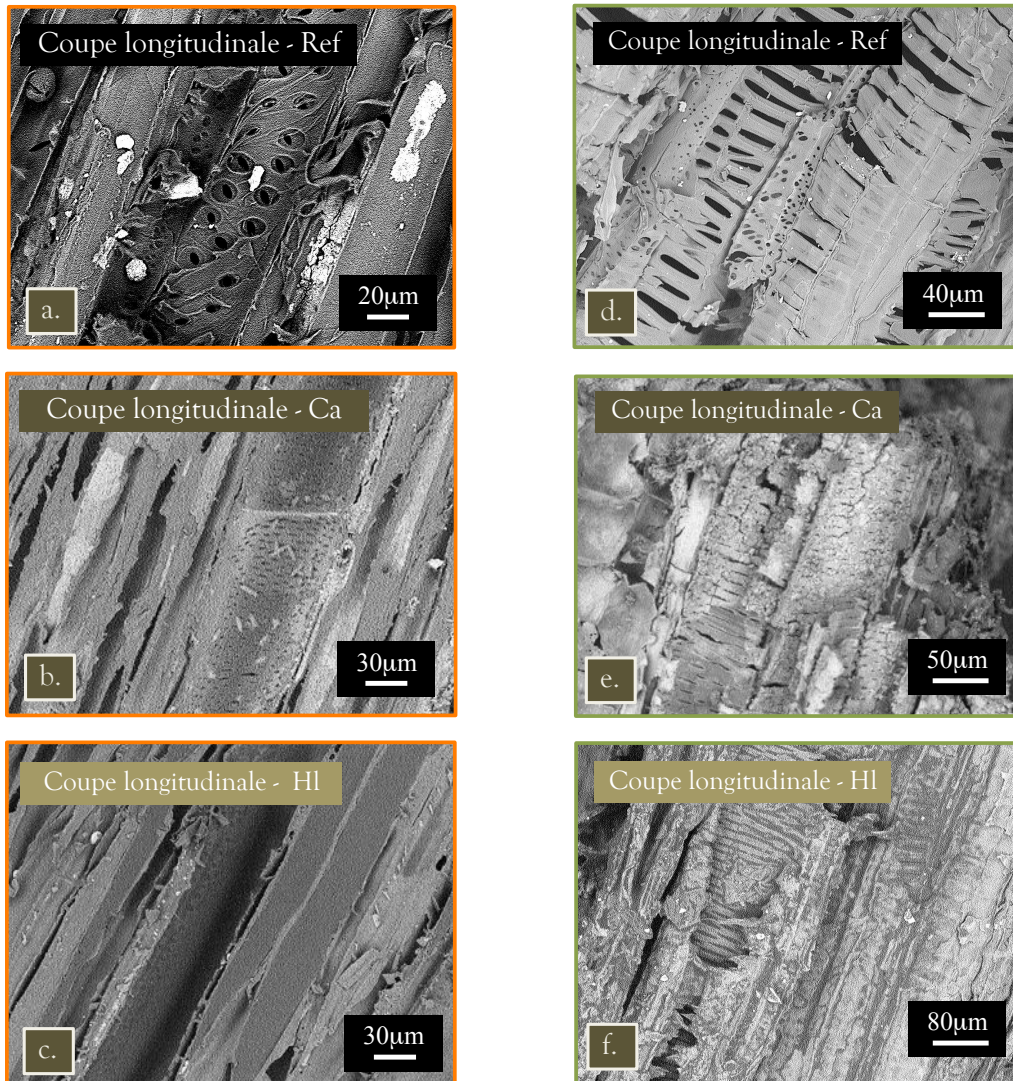 Coupe longitudinale - Ref
20µm
a.
Coupe longitudinale - Ref
40µm
d.
Coupe longitudinale - Ca
30µm
b.
Coupe longitudinale - Ca
50µm
e.
Coupe longitudinale - Hl
30µm
c.
Coupe longitudinale - Hl
80µm
f.